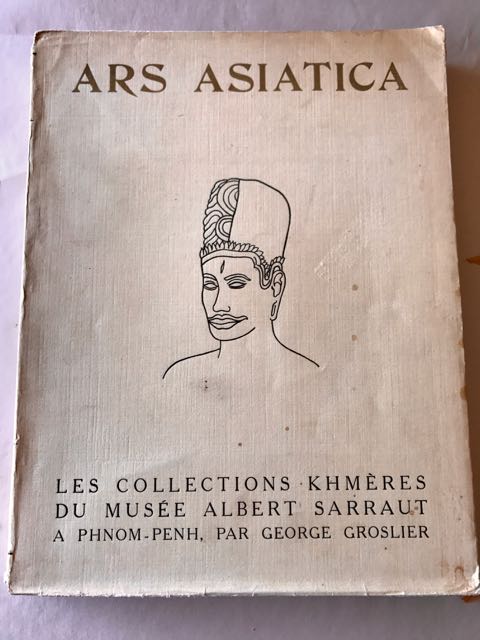 ARS ASIATICA
LES COLLECTIONS KHMÈRES
DU MUSÉE ALBERT SARRAUT
A PHNOM-PENH, PAR GEORGE GROSLIER